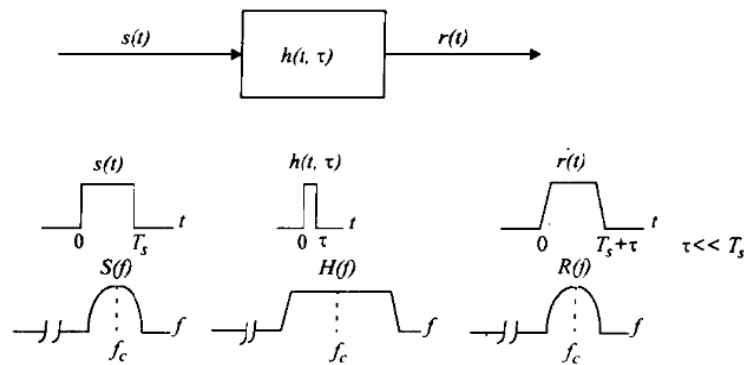 s(t) h(t, τ) r(t)
s(t) h(t, τ) r(t)
t t t
0 T_s 0 τ 0 T_s+τ τ<< T_s
S(f) H(f) R(f)
f f f
f_c f_c f_c